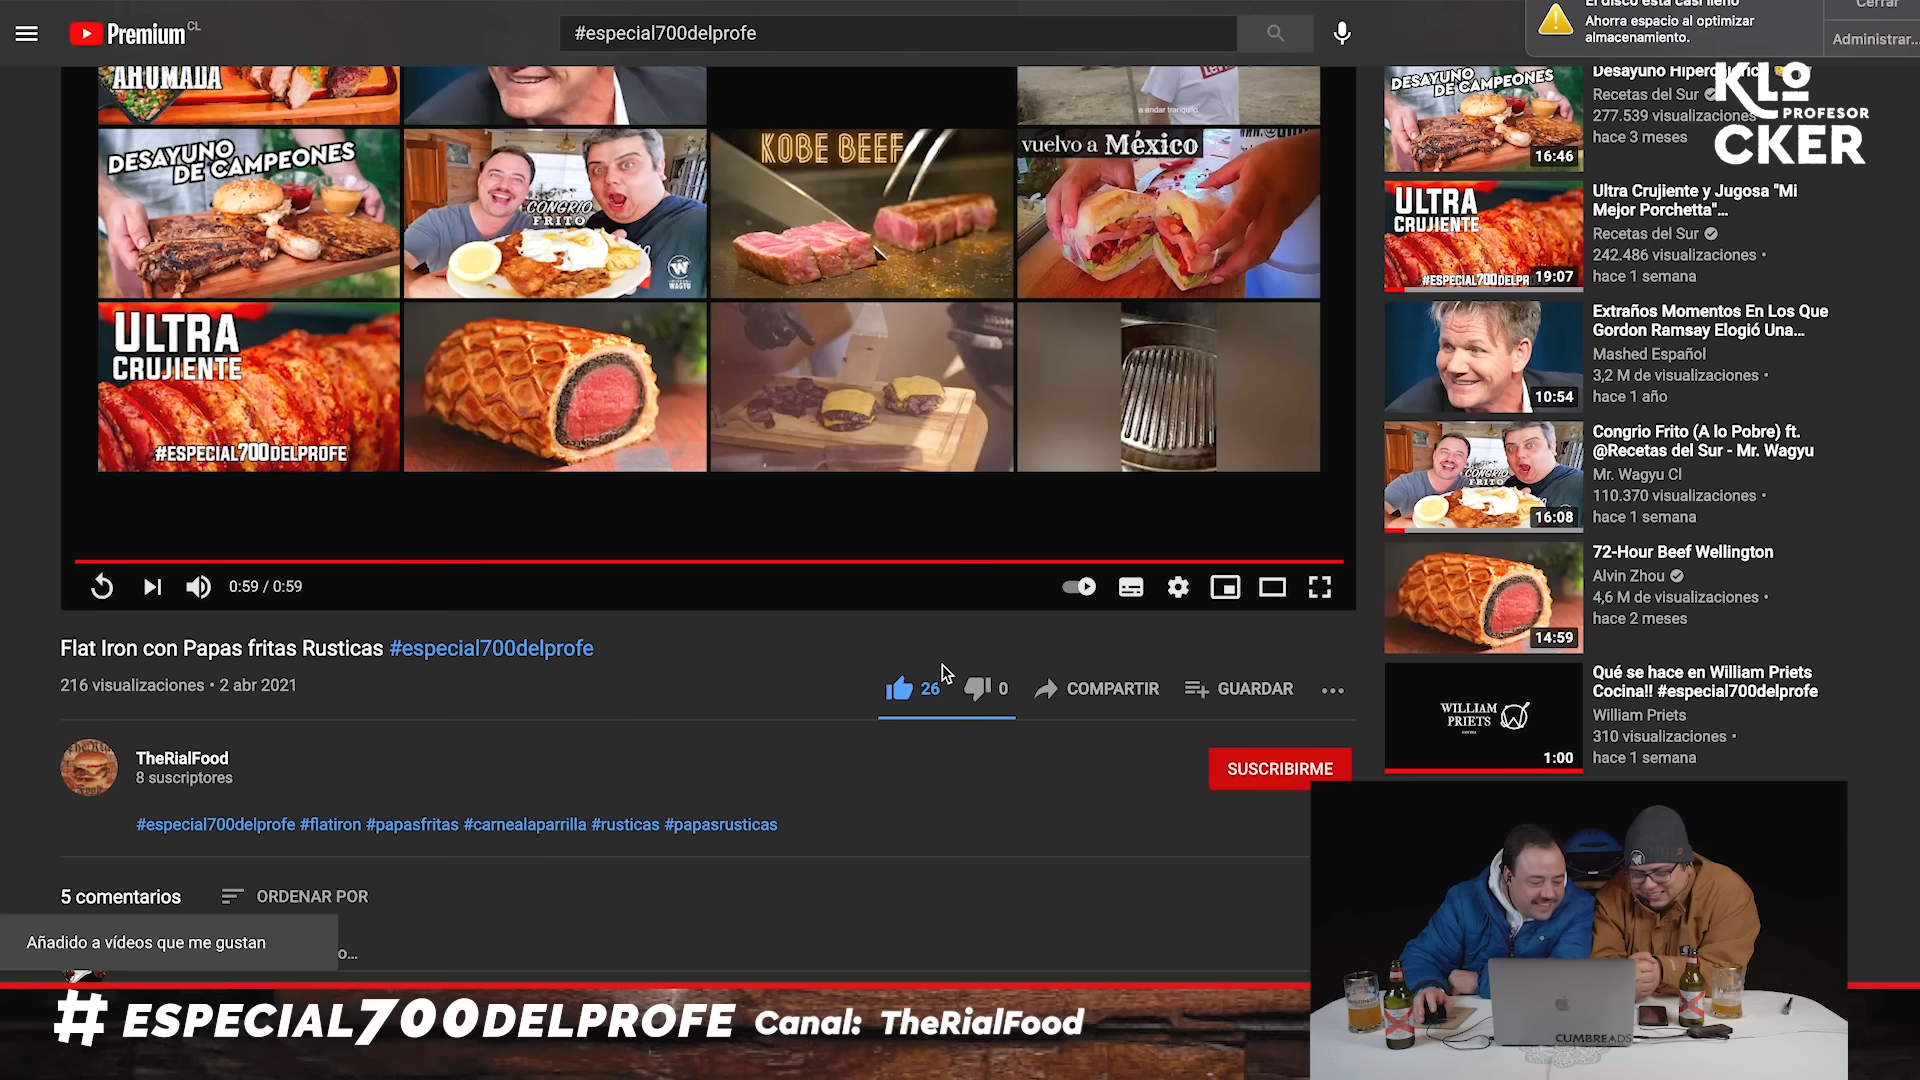 Premium CL
#especial700delprofe
El disco está casi lleno
Ahorra espacio al optimizar
almacenamiento.
Cerrar
Administrar...
KLO
PROFESOR
CKER
AHUMADA
a andar tranquilo.
DESAYUNO
DE CAMPEONES
CONGRIO
FRITO
W
WAGYU
KOBE BEEF
vuelvo a México
ULTRA
CRUJIENTE
#ESPECIAL700DELPROFE
0:59 / 0:59
Flat Iron con Papas fritas Rusticas #especial700delprofe
216 visualizaciones • 2 abr 2021
26
0
COMPARTIR
GUARDAR
TheRialFood
8 suscriptores
SUSCRIBIRME
#especial700delprofe #flatiron #papasfritas #carnealaparrilla #rusticas #papasrusticas
5 comentarios
ORDENAR POR
Añadido a vídeos que me gustan
o...
DESAYUNO
DE CAMPEONES
16:46
Recetas del Sur
277.539 visualizaciones
hace 3 meses
ULTRA
CRUJIENTE
#ESPECIAL700DELPR
19:07
Ultra Crujiente y Jugosa "Mi
Mejor Porchetta"...
Recetas del Sur
242.486 visualizaciones •
hace 1 semana
10:54
Extraños Momentos En Los Que
Gordon Ramsay Elogió Una...
Mashed Español
3,2 M de visualizaciones •
hace 1 año
CONGRIO
FRITO
16:08
Congrio Frito (A lo Pobre) ft.
@Recetas del Sur - Mr. Wagyu
Mr. Wagyu Cl
110.370 visualizaciones •
hace 1 semana
14:59
72-Hour Beef Wellington
Alvin Zhou
4,6 M de visualizaciones •
hace 2 meses
WILLIAM
PRIETS
1:00
Qué se hace en William Priets
Cocina!! #especial700delprofe
William Priets
310 visualizaciones •
hace 1 semana
CUMBREADS
# ESPECIAL700DELPROFE Canal: TheRialFood